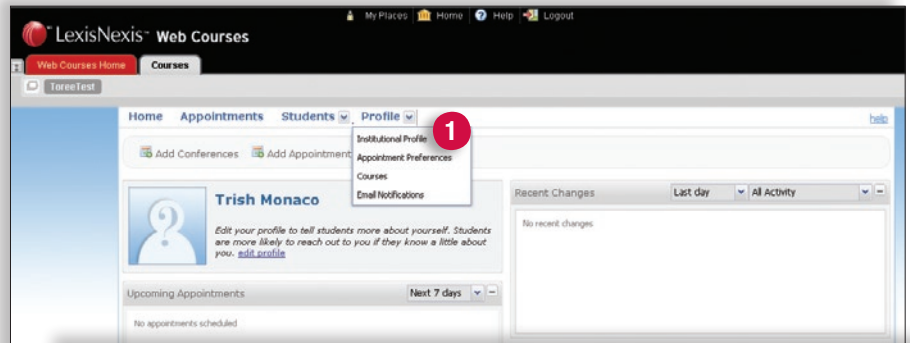 My Places Home Help Logout
LexisNexis™ Web Courses
Web Courses Home Courses
ToreeTest
Home Appointments Students Profile help
1
Institutional Profile
Appointment Preferences
Courses
Email Notifications
Add Conferences Add Appointment
Trish Monaco
Edit your profile to tell students more about yourself. Students
are more likely to reach out to you if they know a little about
you. edit profile
Recent Changes Last day All Activity
No recent changes
Upcoming Appointments Next 7 days
No appointments scheduled